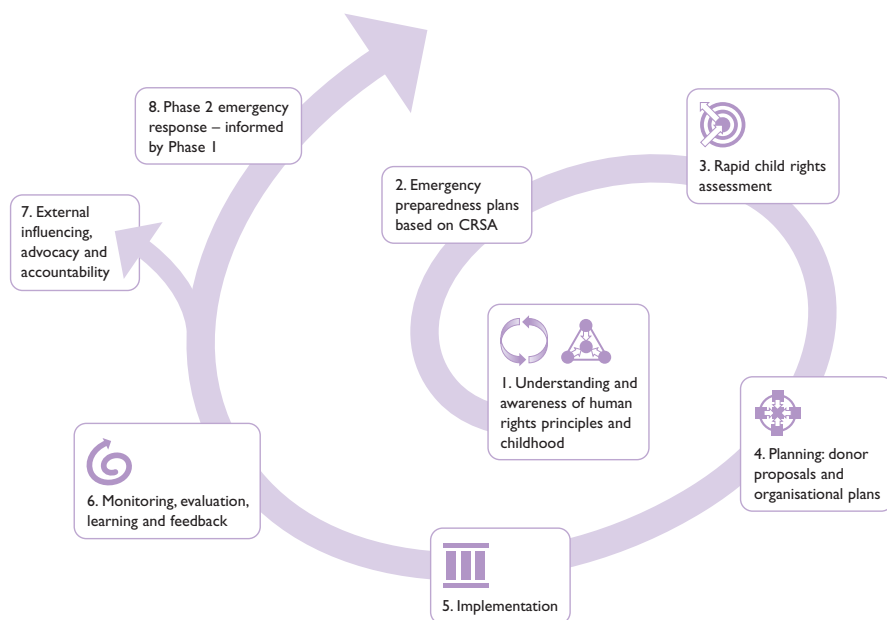 1. Understanding and
awareness of human
rights principles and
childhood
2. Emergency
preparedness plans
based on CRSA
3. Rapid child rights
assessment
4. Planning: donor
proposals and
organisational plans
5. Implementation
6. Monitoring, evaluation,
learning and feedback
7. External
influencing,
advocacy and
accountability
8. Phase 2 emergency
response – informed
by Phase 1